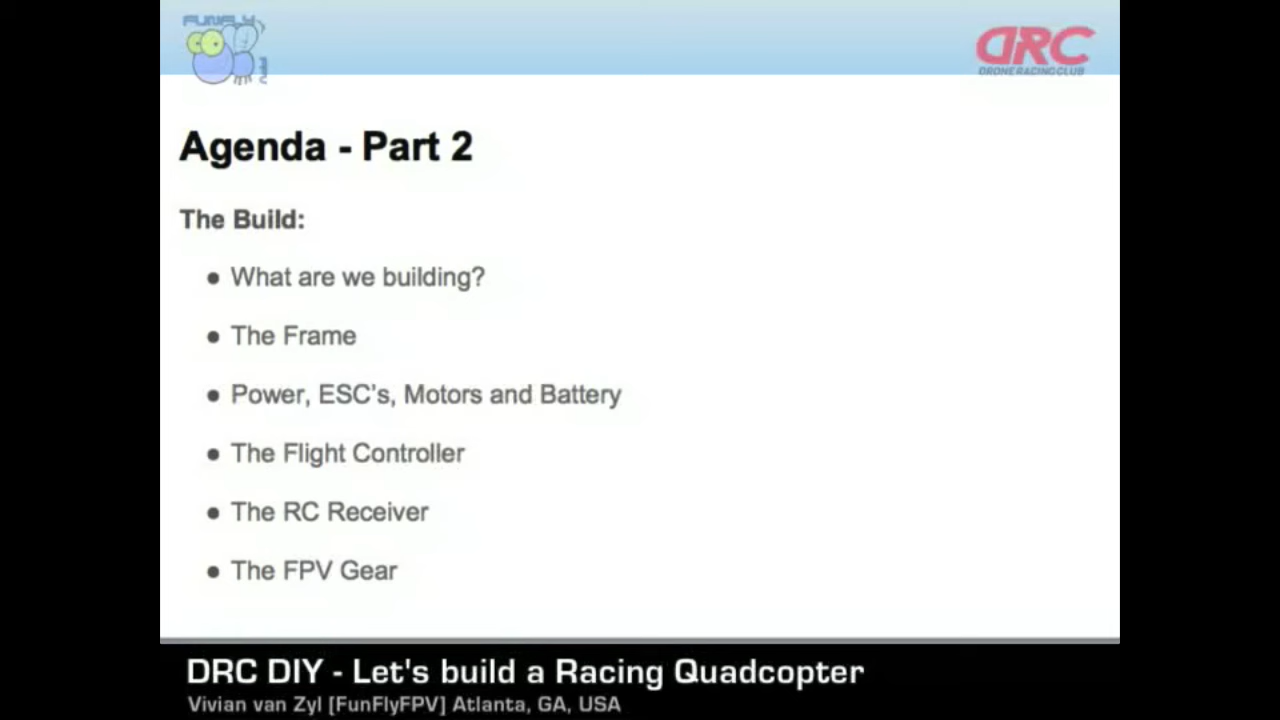 FUNFLY
DRC
DRONE RACING CLUB
Agenda - Part 2
The Build:
● What are we building?
● The Frame
● Power, ESC's, Motors and Battery
● The Flight Controller
● The RC Receiver
● The FPV Gear
DRC DIY - Let's build a Racing Quadcopter
Vivian van Zyl [FunFlyFPV] Atlanta, GA, USA